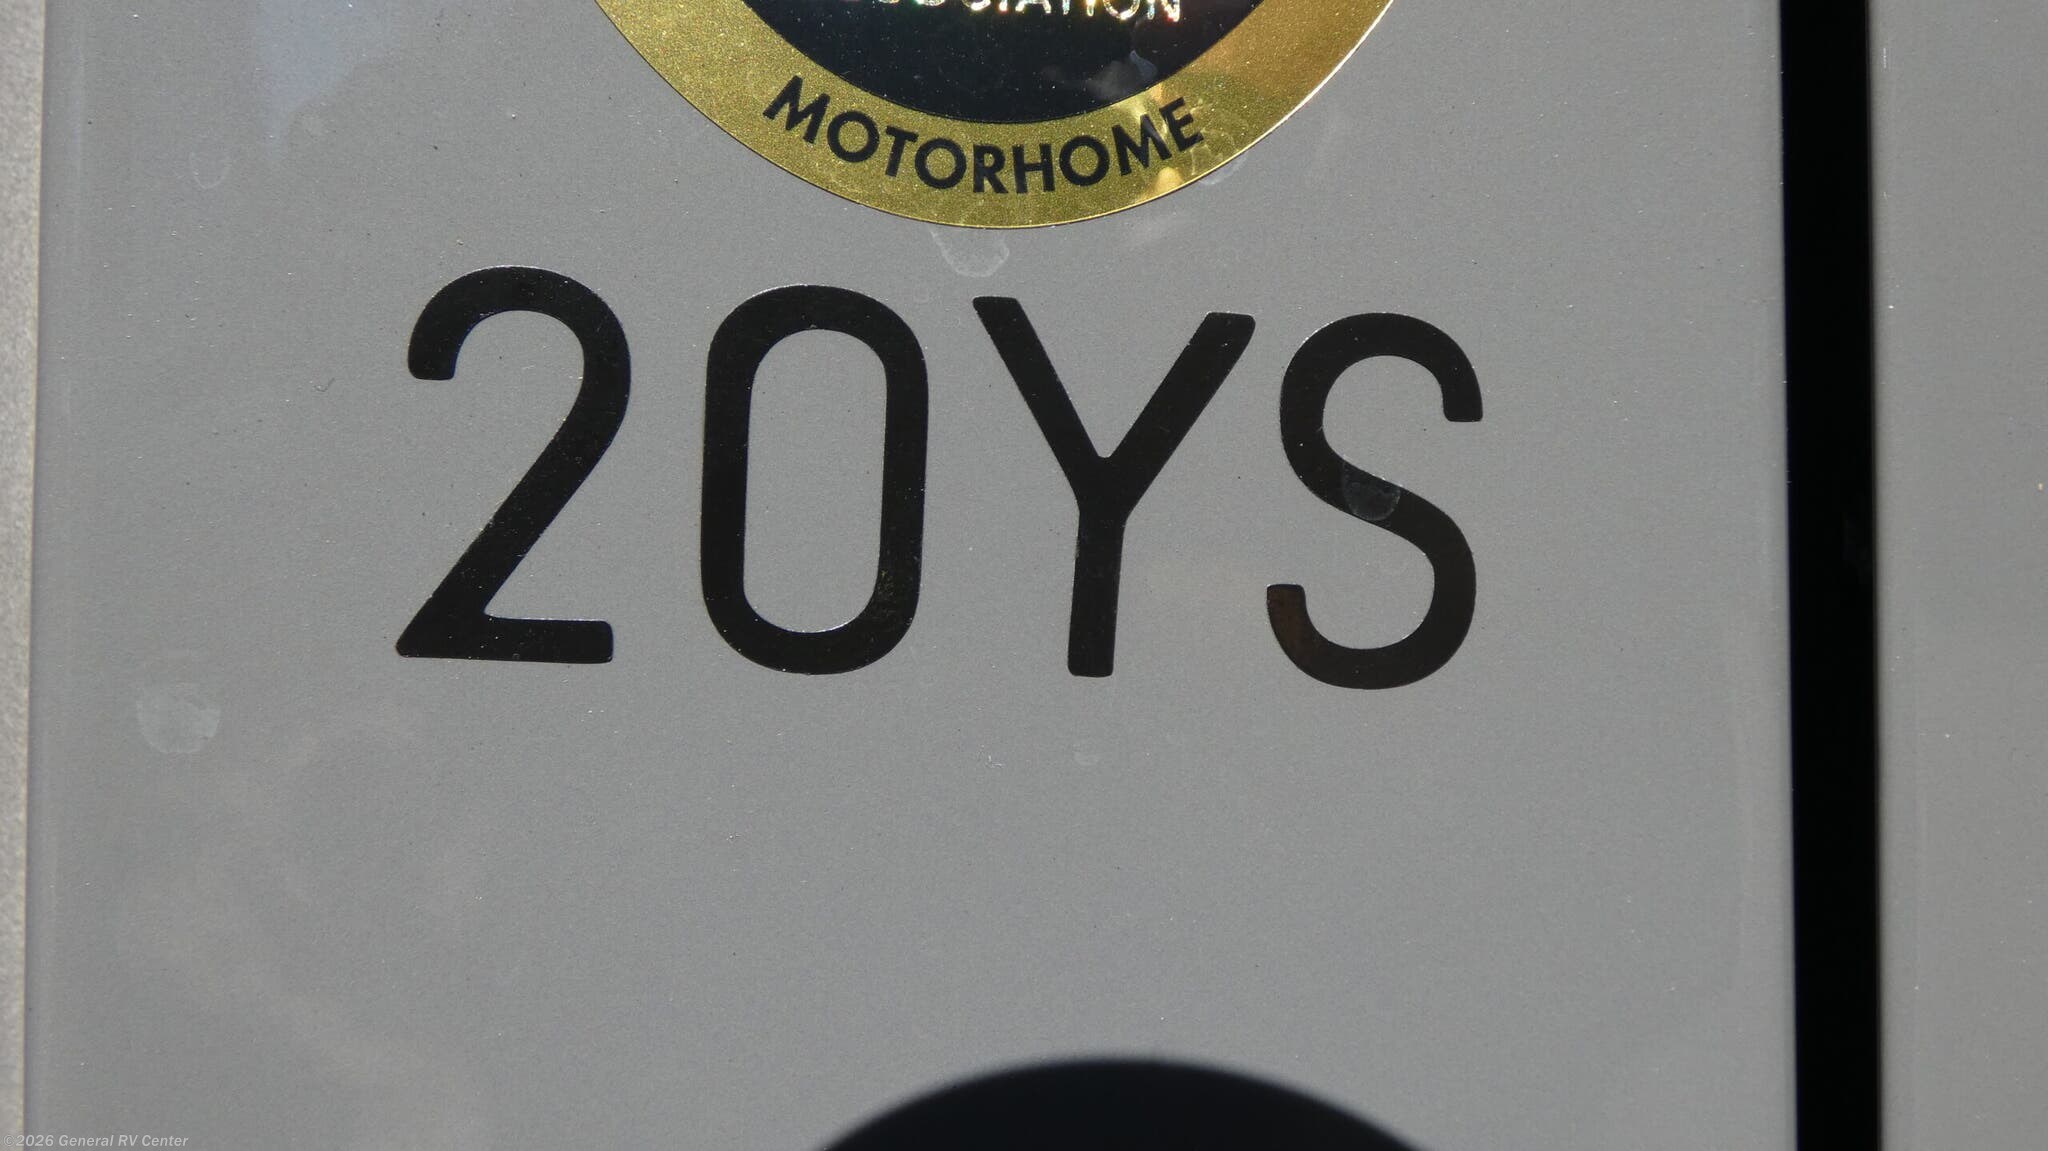 MOTORHOME
20YS
©2026 General RV Center